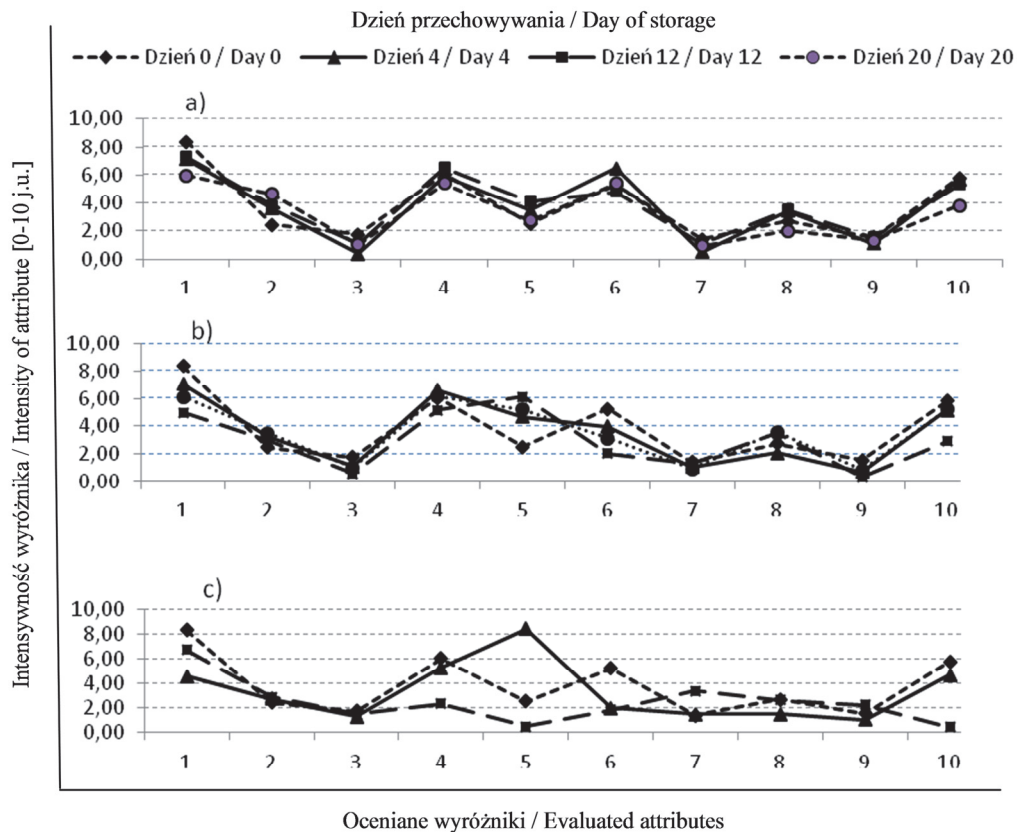 Dzień przechowywania / Day of storage
Dzień 0 / Day 0 Dzień 4 / Day 4 Dzień 12 / Day 12 Dzień 20 / Day 20
Intensywność wyróżnika / Intensity of attribute [0-10 j.u.]
a)
10,00
8,00
6,00
4,00
2,00
0,00
1 2 3 4 5 6 7 8 9 10
b)
10,00
8,00
6,00
4,00
2,00
0,00
1 2 3 4 5 6 7 8 9 10
c)
10,00
8,00
6,00
4,00
2,00
0,00
1 2 3 4 5 6 7 8 9 10
Oceniane wyróżniki / Evaluated attributes